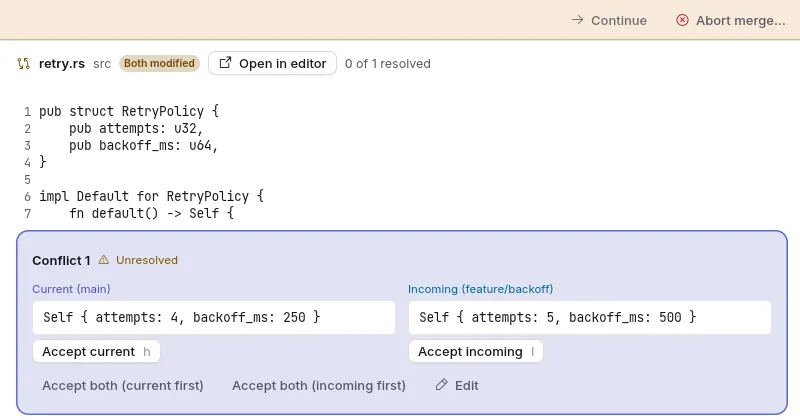 Continue
Abort merge...
retry.rs src Both modified Open in editor 0 of 1 resolved
1 pub struct RetryPolicy {
2     pub attempts: u32,
3     pub backoff_ms: u64,
4 }
5
6 impl Default for RetryPolicy {
7     fn default() -> Self {
Conflict 1 Unresolved
Current (main)
Self { attempts: 4, backoff_ms: 250 }
Accept current h
Incoming (feature/backoff)
Self { attempts: 5, backoff_ms: 500 }
Accept incoming l
Accept both (current first) Accept both (incoming first) Edit